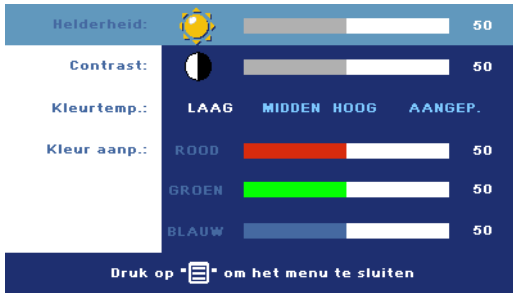 Helderheid: 50
Contrast: 50
Kleurtemp.: LAAG MIDDEN HOOG AANGEP.
Kleur aanp.: ROOD 50
GROEN 50
BLAUW 50
Druk op "" om het menu te sluiten